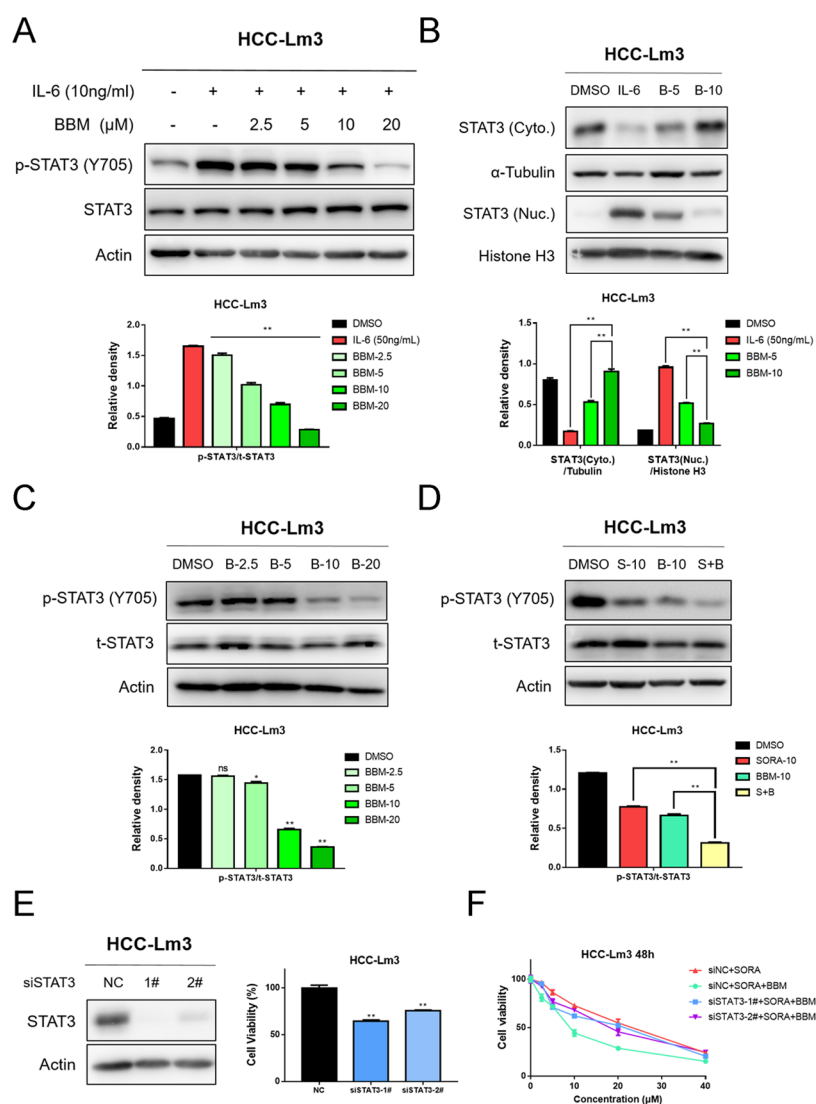 A
HCC-Lm3
IL-6 (10ng/ml) - + + + + +
BBM (μM) - - 2.5 5 10 20
p-STAT3 (Y705)
STAT3
Actin
HCC-Lm3
Relative density
2.0
1.5
1.0
0.5
0.0
**
p-STAT3/t-STAT3
DMSO
IL-6 (50ng/mL)
BBM-2.5
BBM-5
BBM-10
BBM-20
B
HCC-Lm3
DMSO IL-6 B-5 B-10
STAT3 (Cyto.)
α-Tubulin
STAT3 (Nuc.)
Histone H3
HCC-Lm3
Relative density
1.5
1.0
0.5
0.0
** **
** **
STAT3(Cyto.) STAT3(Nuc.)
/Tubulin /Histone H3
DMSO
IL-6 (50ng/mL)
BBM-5
BBM-10
C
HCC-Lm3
DMSO B-2.5 B-5 B-10 B-20
p-STAT3 (Y705)
t-STAT3
Actin
HCC-Lm3
Relative density
2.0
1.5
1.0
0.5
0.0
ns * ** **
p-STAT3/t-STAT3
DMSO
BBM-2.5
BBM-5
BBM-10
BBM-20
D
HCC-Lm3
DMSO S-10 B-10 S+B
p-STAT3 (Y705)
t-STAT3
Actin
HCC-Lm3
Relative density
1.5
1.0
0.5
0.0
**
**
p-STAT3/t-STAT3
DMSO
SORA-10
BBM-10
S+B
E
HCC-Lm3
siSTAT3 NC 1# 2#
STAT3
Actin
HCC-Lm3
Cell Viability (%)
100
50
0
** **
NC siSTAT3-1# siSTAT3-2#
F
HCC-Lm3 48h
Cell viability
100
50
0
0 10 20 30 40
Concentration (μM)
siNC+SORA
siNC+SORA+BBM
siSTAT3-1#+SORA+BBM
siSTAT3-2#+SORA+BBM